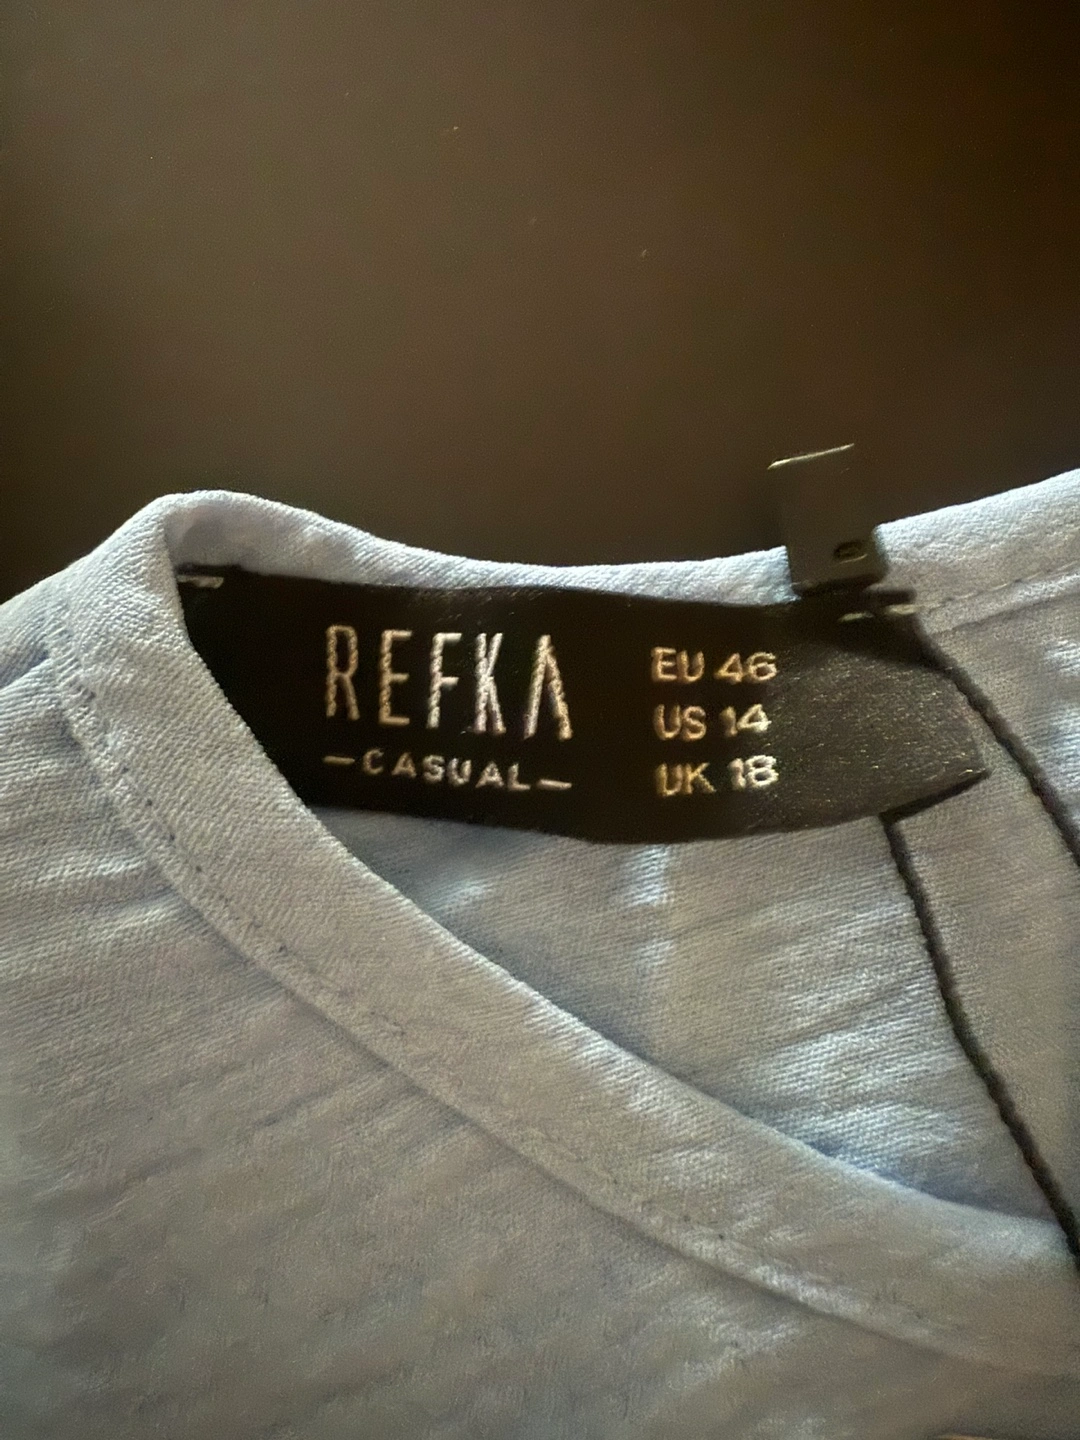 REFKA
—CASUAL—
EU 46
US 14
UK 18